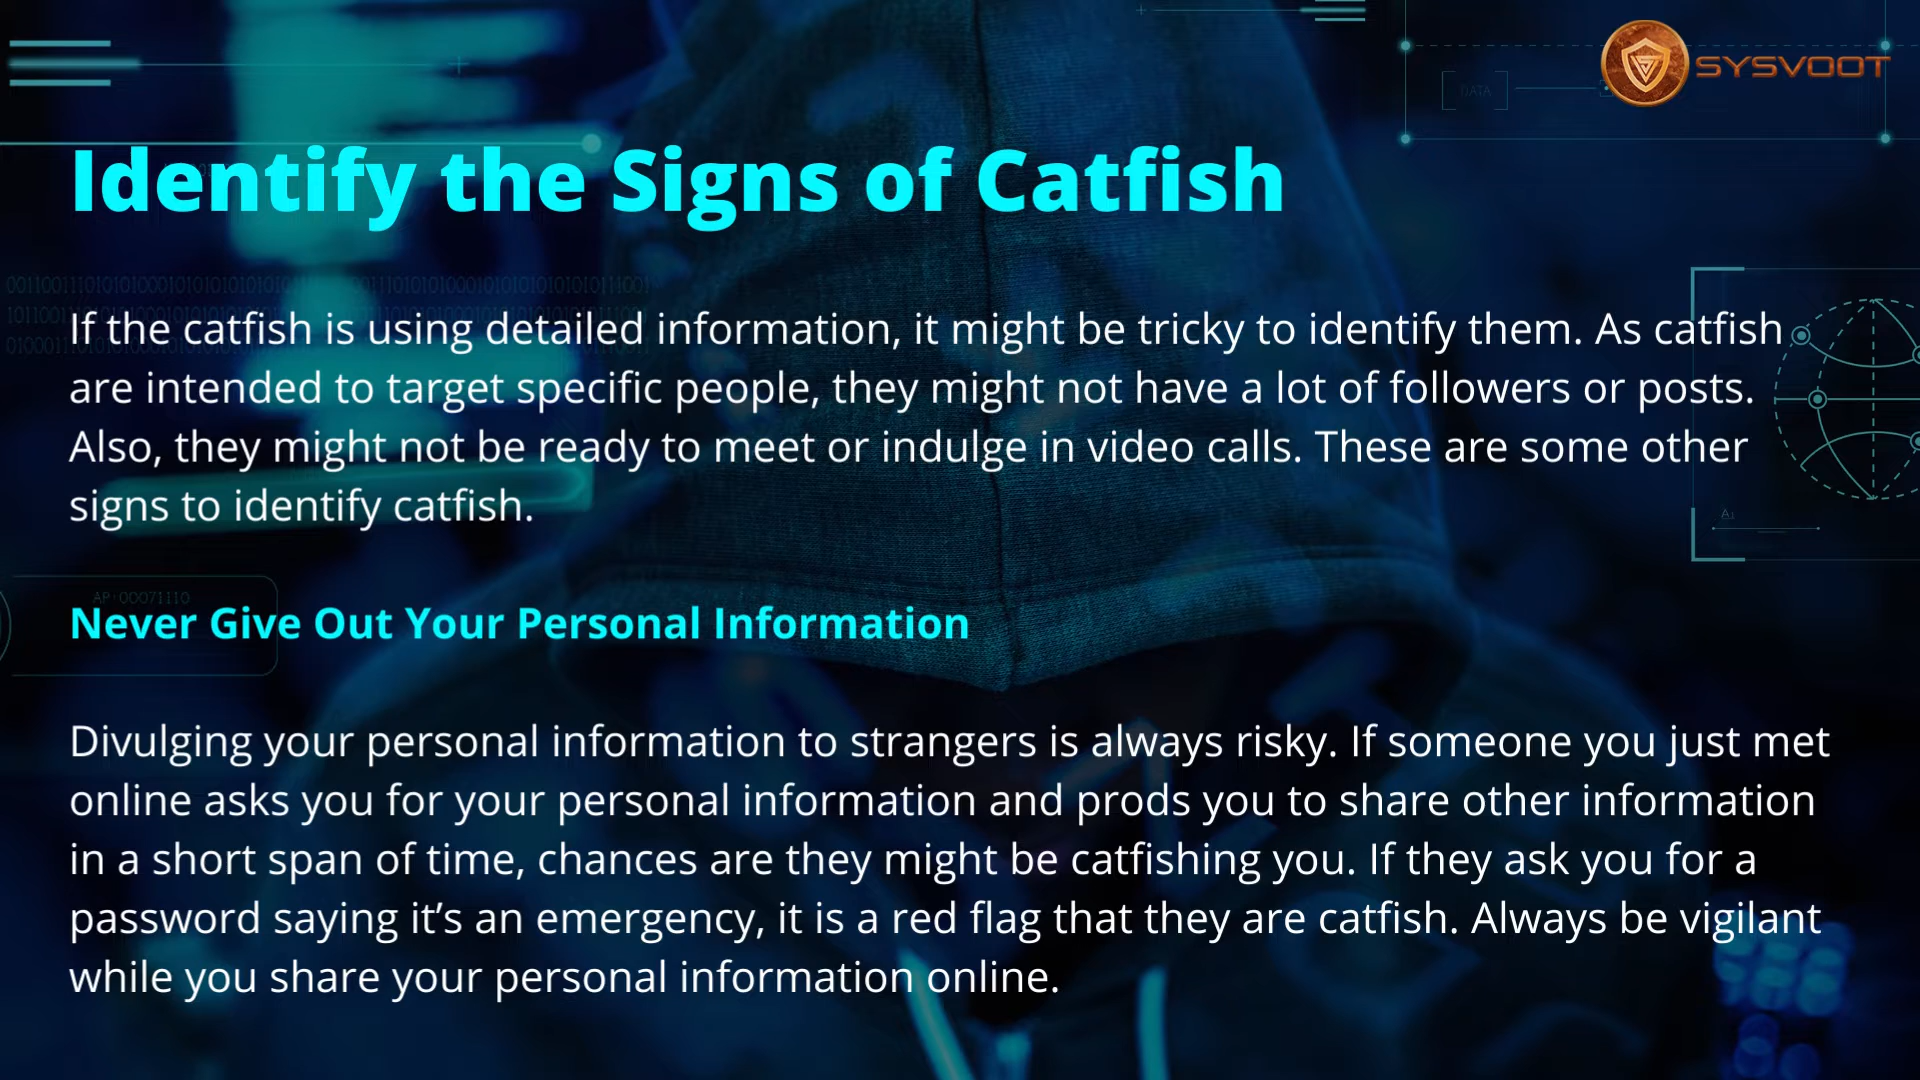 SYSVOOT
DATA
Identify the Signs of Catfish
If the catfish is using detailed information, it might be tricky to identify them. As catfish
are intended to target specific people, they might not have a lot of followers or posts.
Also, they might not be ready to meet or indulge in video calls. These are some other
signs to identify catfish.
A1
AP:00071110
Never Give Out Your Personal Information
Divulging your personal information to strangers is always risky. If someone you just met
online asks you for your personal information and prods you to share other information
in a short span of time, chances are they might be catfishing you. If they ask you for a
password saying it’s an emergency, it is a red flag that they are catfish. Always be vigilant
while you share your personal information online.